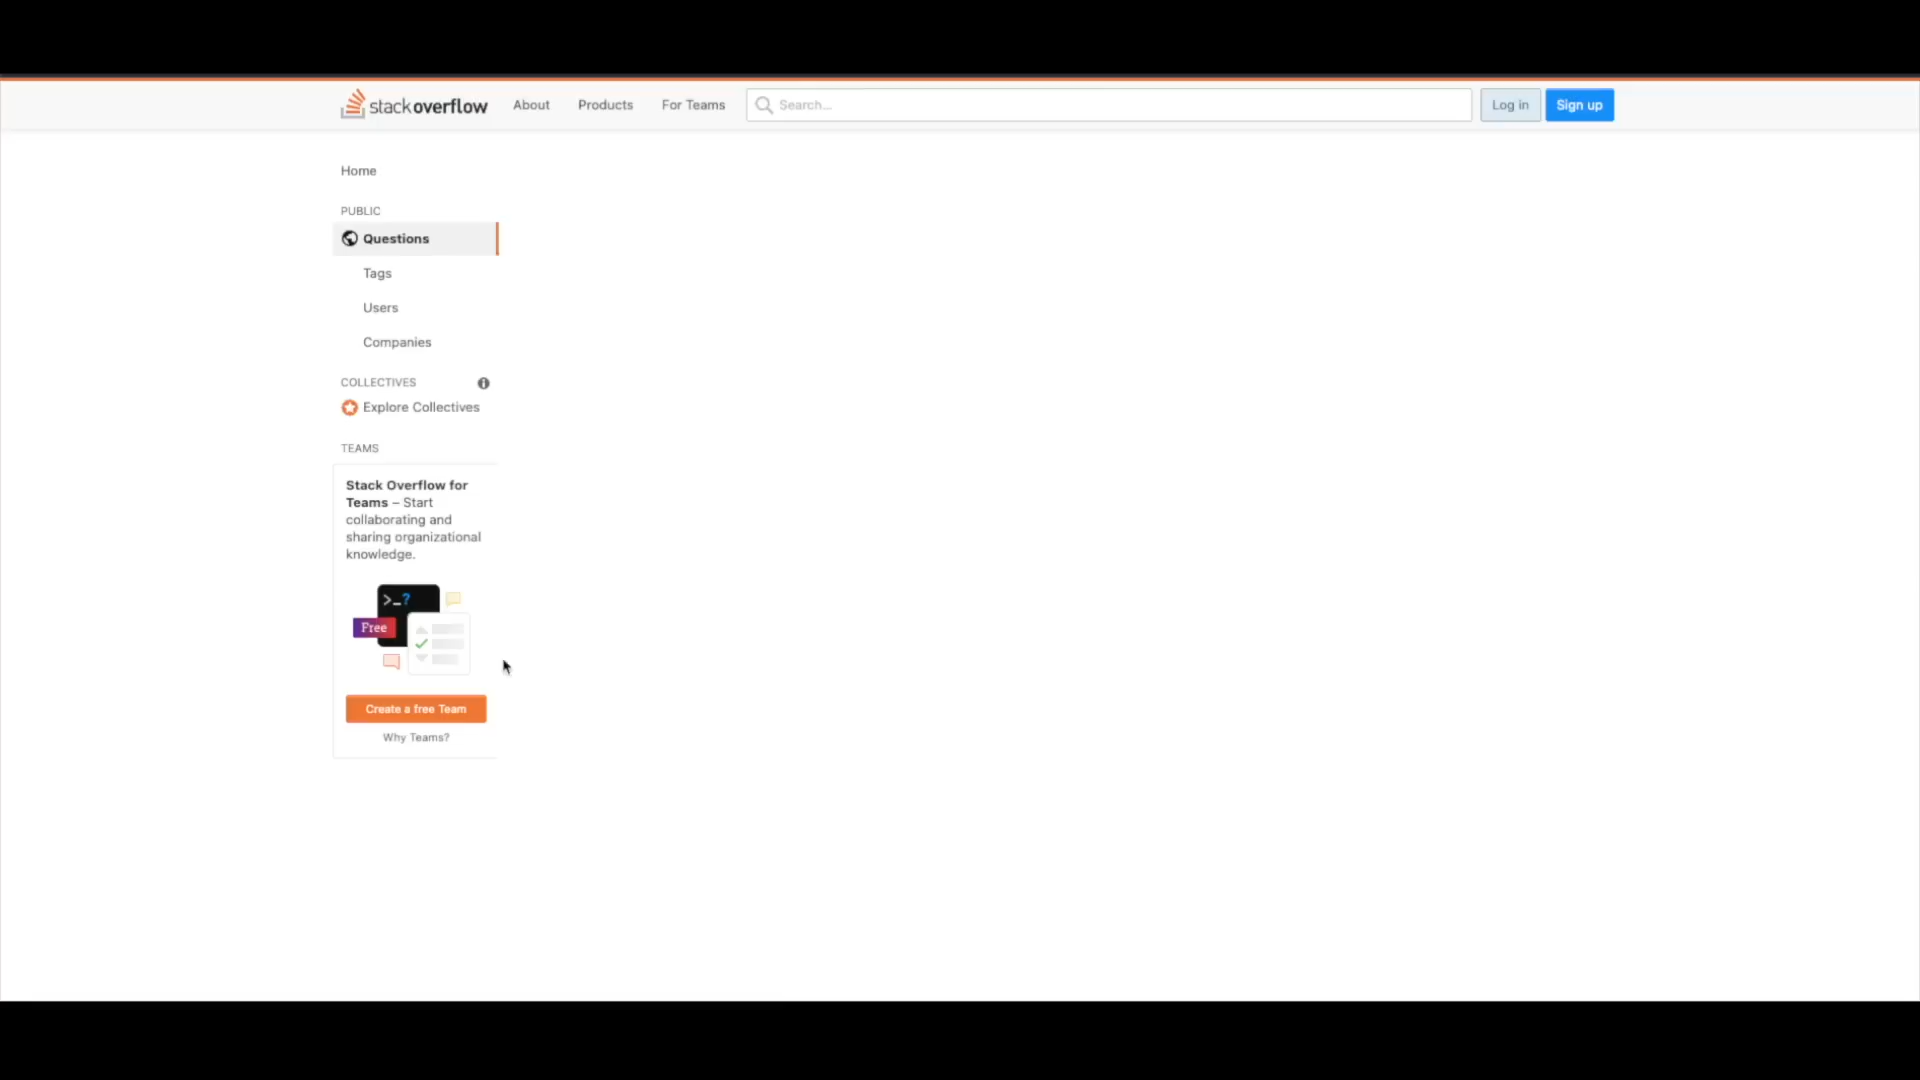 stackoverflow About Products For Teams Search... Log in Sign up
Home
PUBLIC
Questions
Tags
Users
Companies
COLLECTIVES
Explore Collectives
TEAMS
Stack Overflow for
Teams – Start
collaborating and
sharing organizational
knowledge.
>_?
Free
Create a free Team
Why Teams?